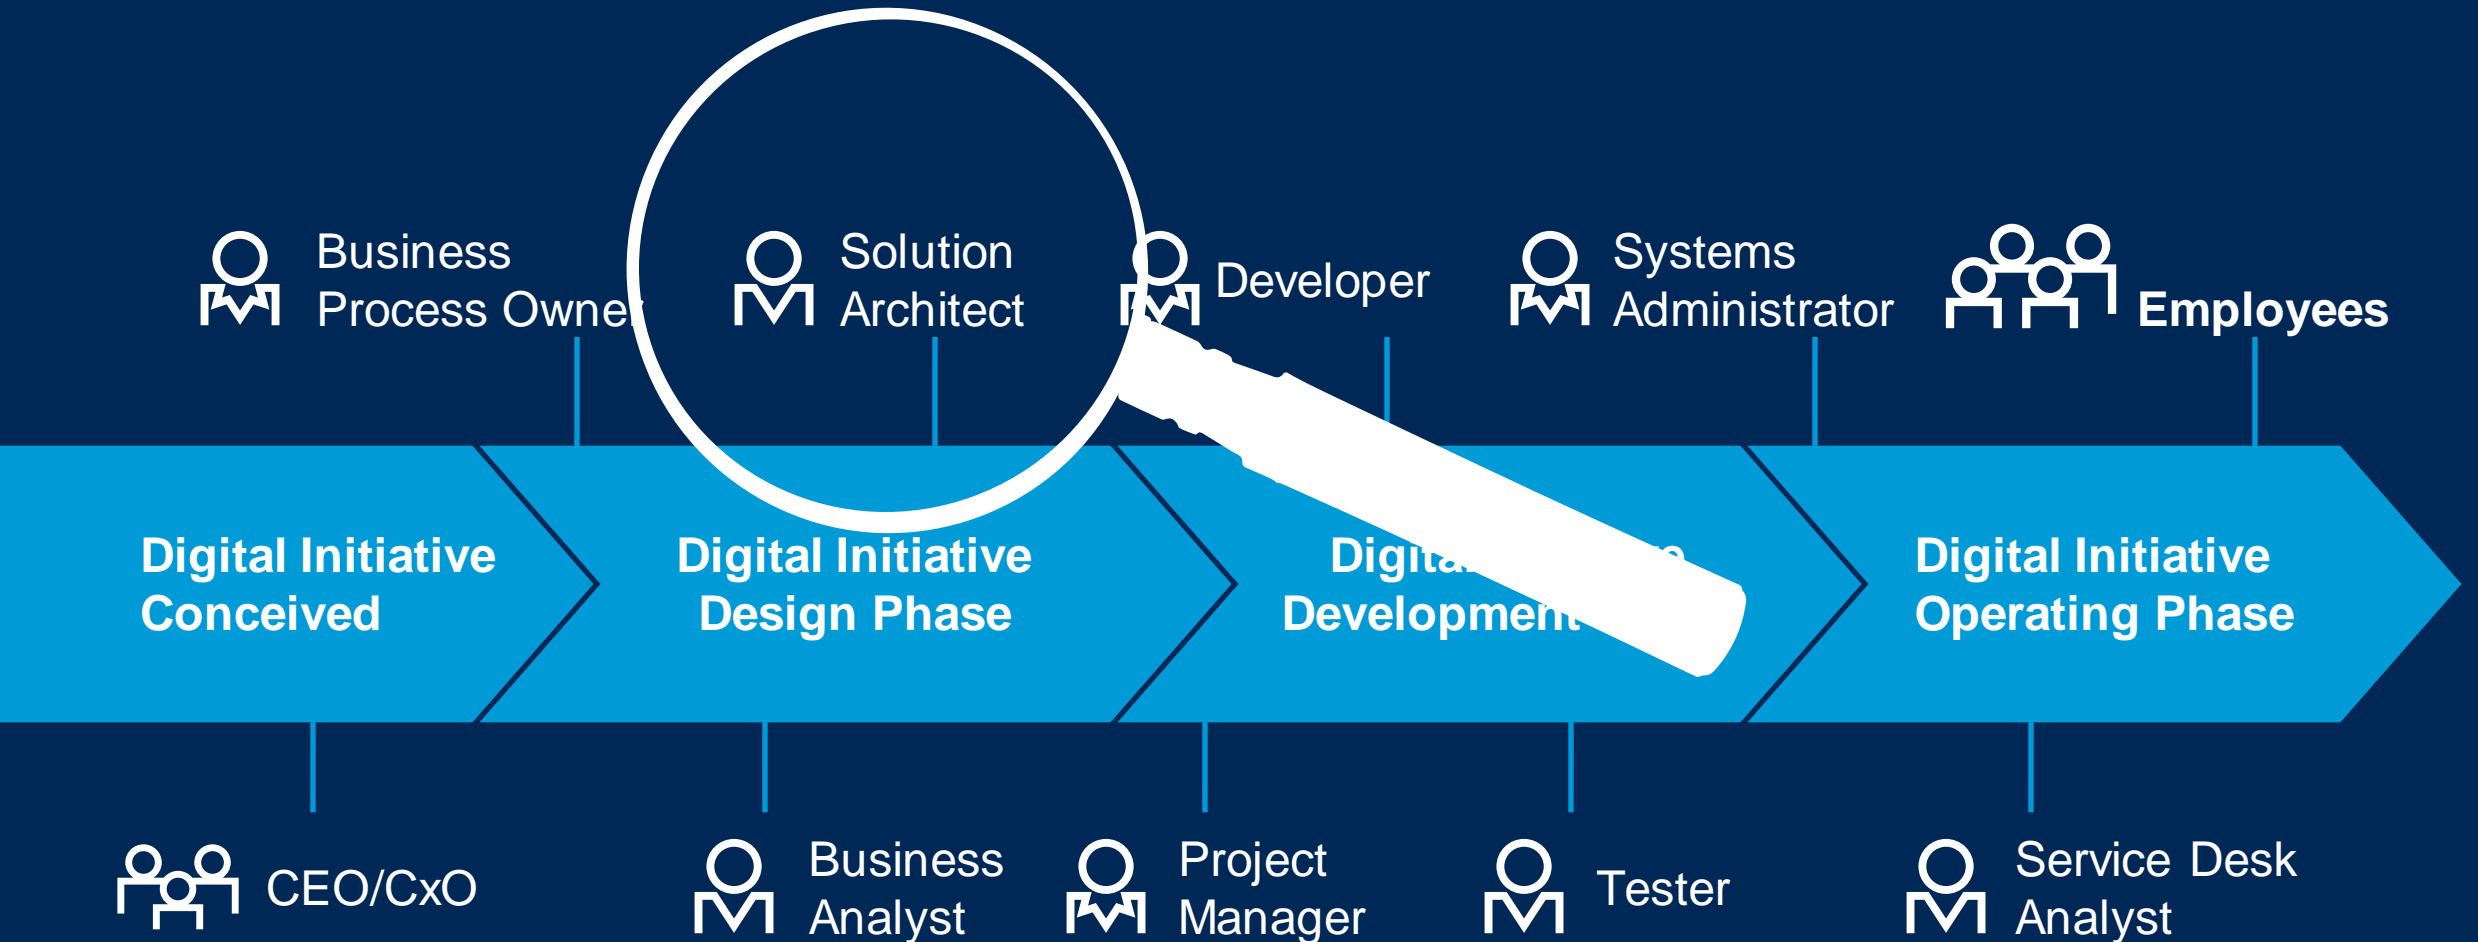 Business
Process Owner
Solution
Architect
Developer
Systems
Administrator
Employees
Digital Initiative
Conceived
Digital Initiative
Design Phase
Development
Digital Initiative
Operating Phase
CEO/CxO
Business
Analyst
Project
Manager
Tester
Service Desk
Analyst